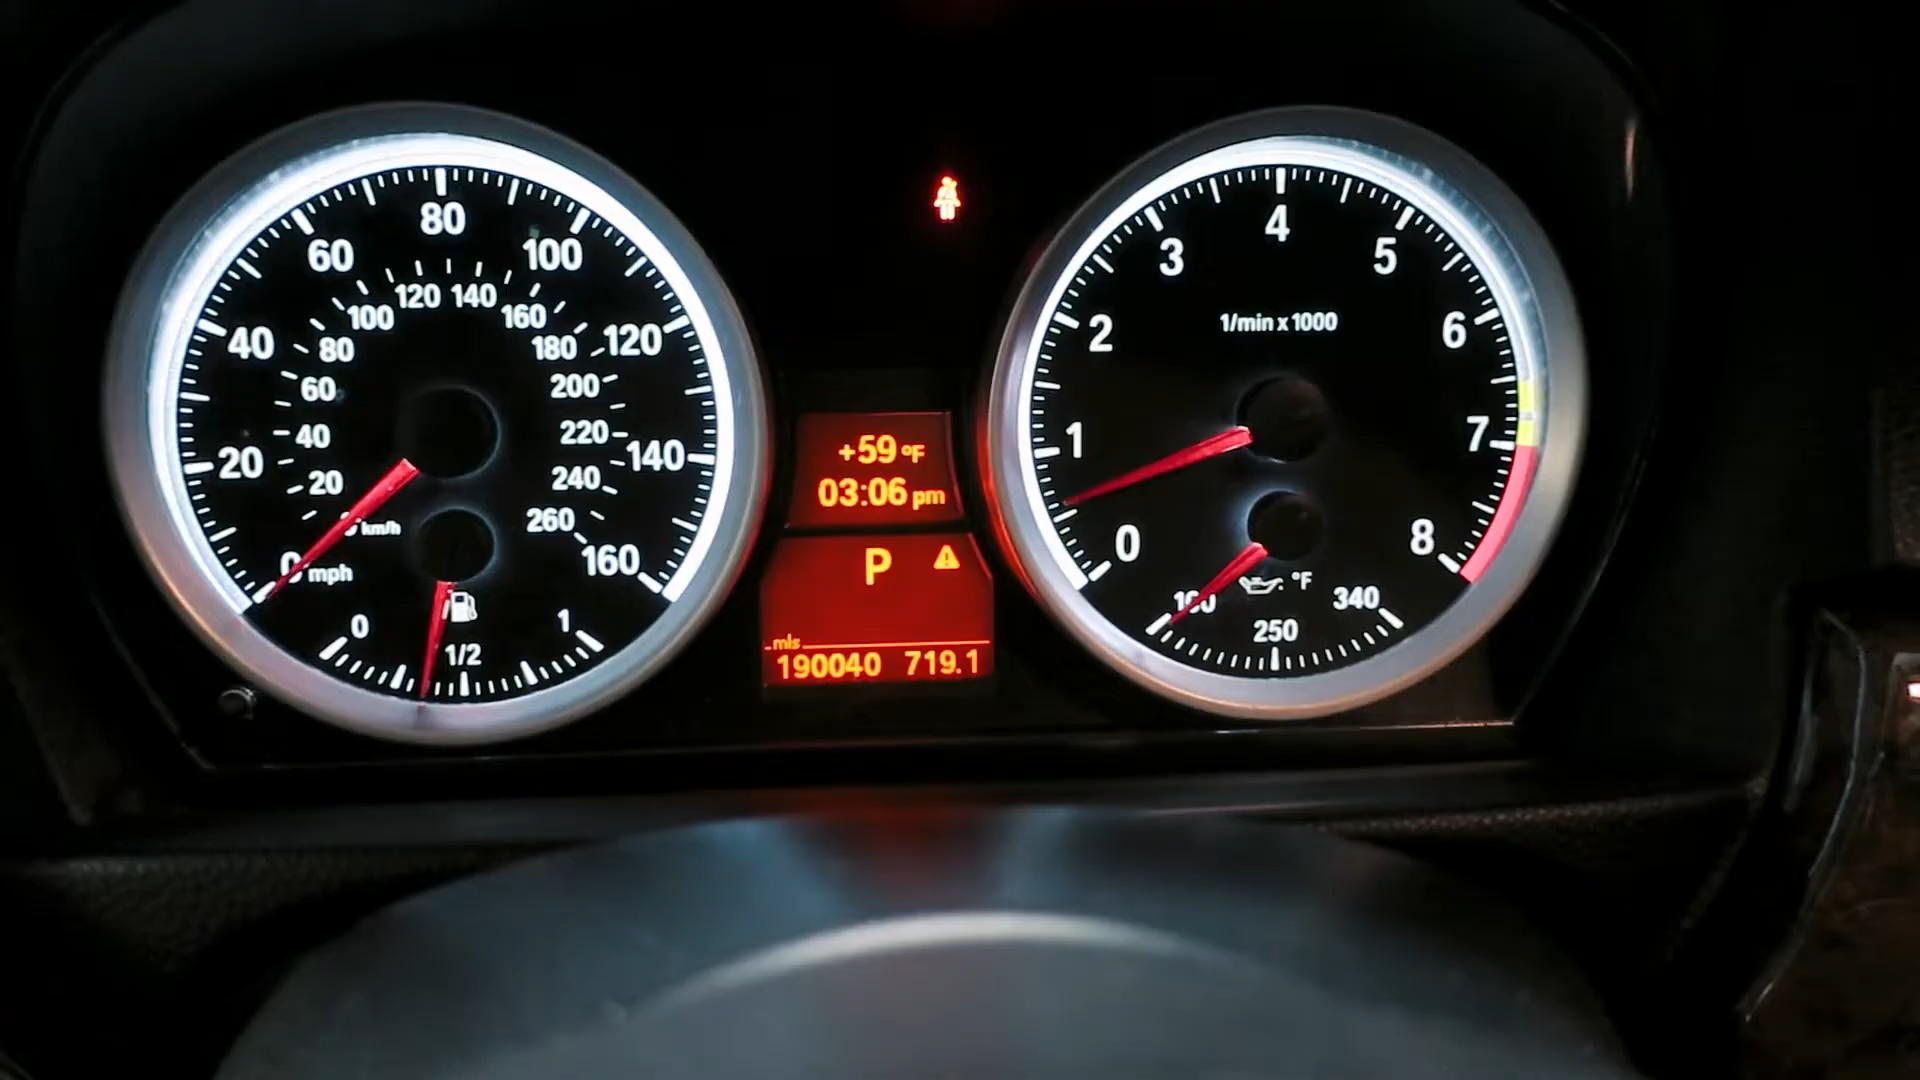 80
60 100
120 140
100 160
40 80 180 120
60 200
40 220
20 140
20 240
km/h 260
0 mph 160
0 1
1/2
+59 °F
03:06 pm
P
mls
190040 719.1
4
3 5
1/min x 1000
2 6
1 7
0 8
°F
340
250